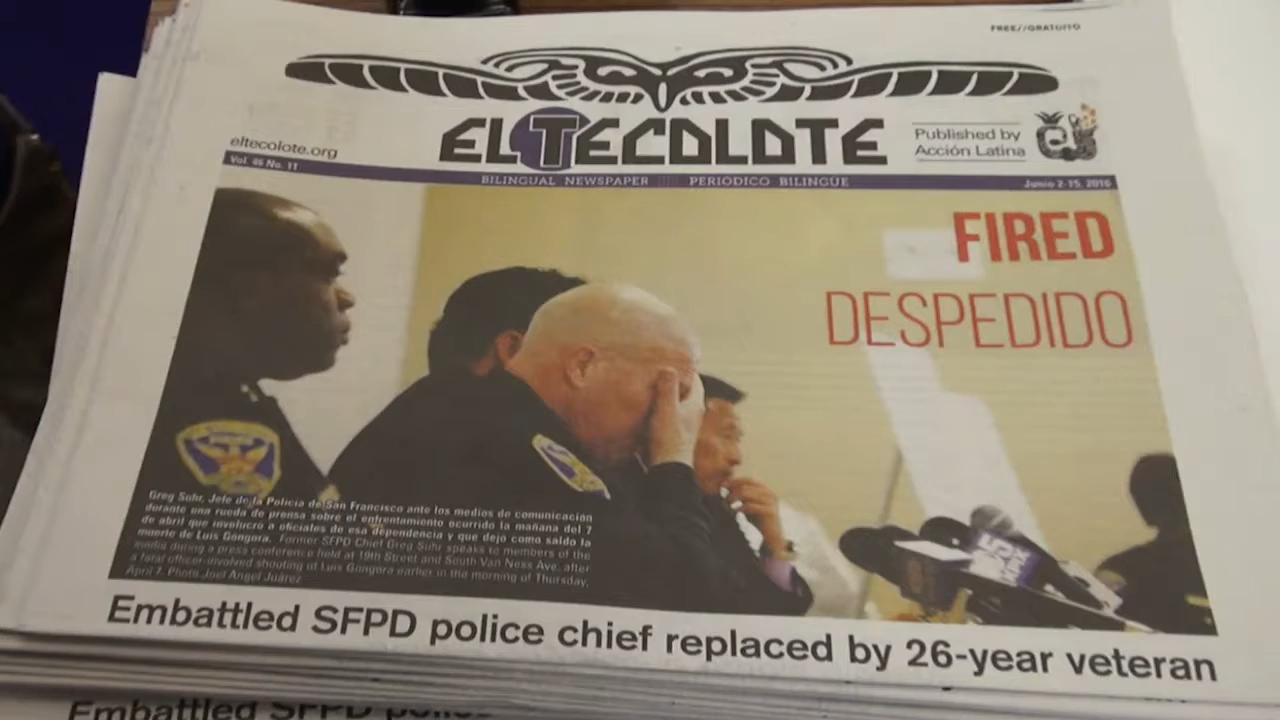 FREE//GRATUITO
EL TECOLOTE
eltecolote.org
Published by
Acción Latina
Vol. 46 No. 11
BILINGUAL NEWSPAPER
PERIODICO BILINGÜE
Junio 2-15, 2016
FIRED
DESPEDIDO
Greg Suhr, Jefe de la Policía de San Francisco ante los medios de comunicación
durante una rueda de prensa sobre el enfrentamiento ocurrido la mañana del 7
de abril que involucró a oficiales de esa dependencia y que dejo como saldo la
muerte de Luis Gongora. Former SFPD Chief Greg Suhr speaks to members of the
media during a press conference held at 19th Street and South Van Ness Ave. after
a fatal officer-involved shooting of Luis Gongora earlier in the morning of Thursday,
April 7. Photo Joel Angel Juárez
Embattled SFPD police chief replaced by 26-year veteran
Embattled SFPD